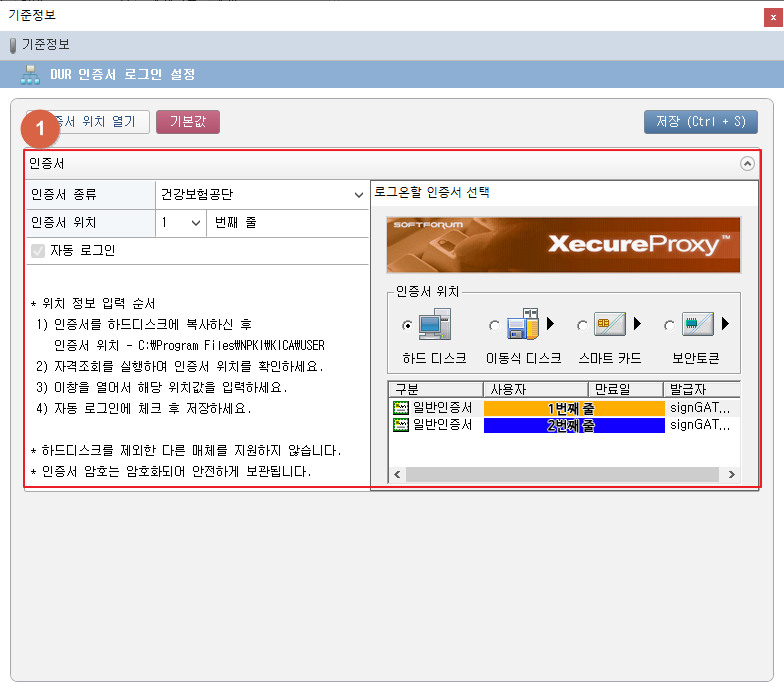 기준정보
x
기준정보
DUR 인증서 로그인 설정
1
증서 위치 열기
기본값
저장 (Ctrl + S)
인증서
인증서 종류
건강보험공단
인증서 위치
1
번째 줄
자동 로그인
* 위치 정보 입력 순서
1) 인증서를 하드디스크에 복사하신 후
인증서 위치 - C:₩Program Files₩NPKI₩KICA₩USER
2) 자격조회를 실행하여 인증서 위치를 확인하세요.
3) 이창을 열어서 해당 위치값을 입력하세요.
4) 자동 로그인에 체크 후 저장하세요.
* 하드디스크를 제외한 다른 매체를 지원하지 않습니다.
* 인증서 암호는 암호화되어 안전하게 보관됩니다.
로그온할 인증서 선택
SOFTFORUM
XecureProxy™
인증서 위치
하드 디스크
이동식 디스크
스마트 카드
보안토큰
구분 사용자 만료일 발급자
일반인증서 1번째 줄 signGAT...
일반인증서 2번째 줄 signGAT...